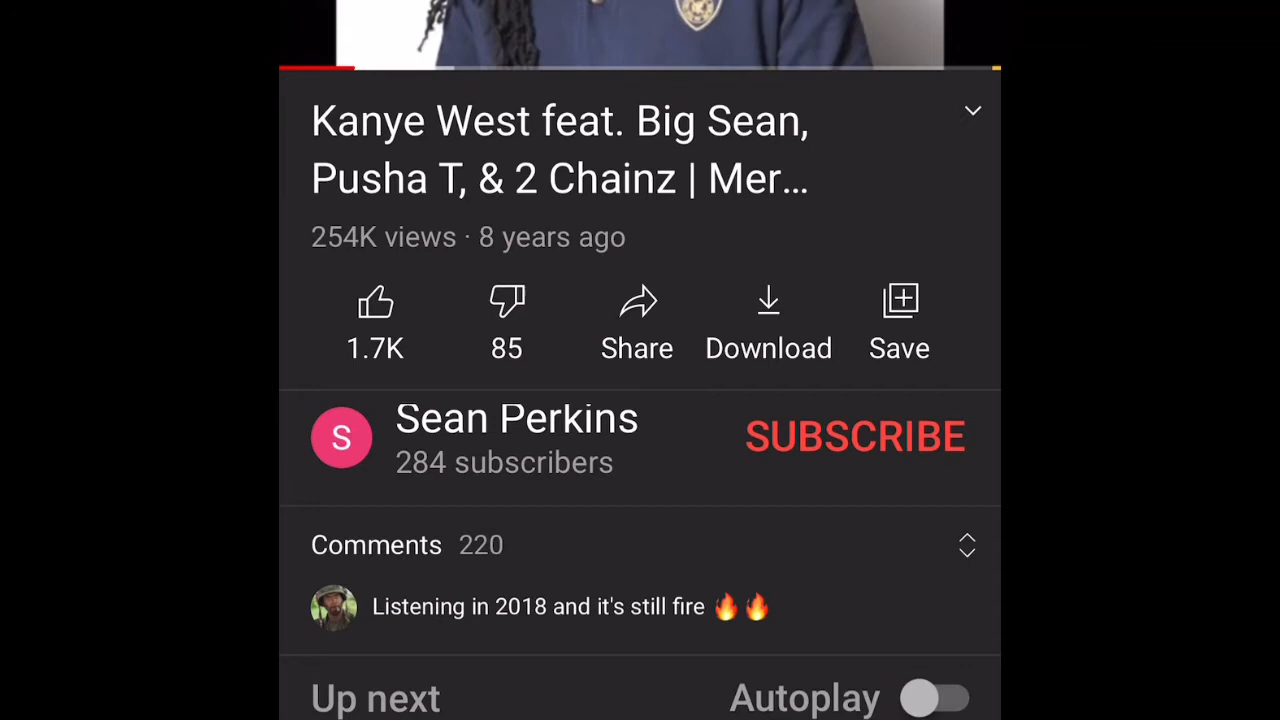 Kanye West feat. Big Sean,
Pusha T, & 2 Chainz | Mer...
254K views · 8 years ago
1.7K 85 Share Download Save
S Sean Perkins SUBSCRIBE
284 subscribers
Comments 220
Listening in 2018 and it's still fire 🔥🔥
Up next Autoplay